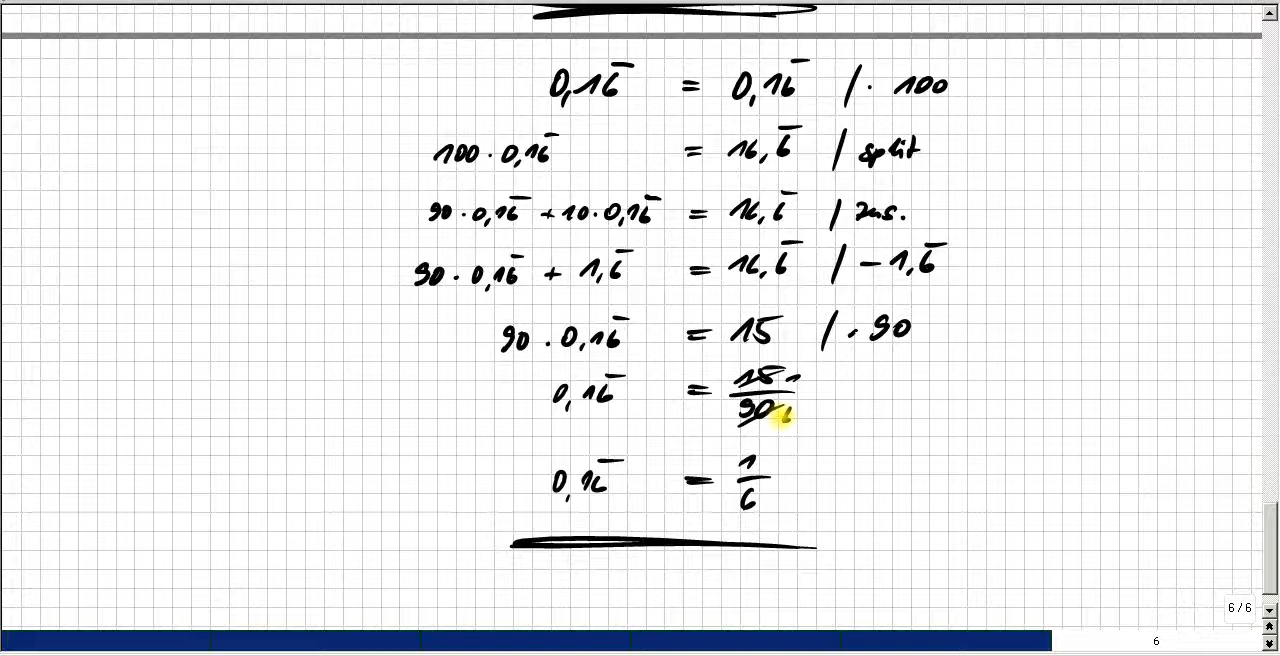 0,16̅ = 0,16̅ / · 100
100 · 0,16̅ = 16,6̅ / split
90 · 0,16̅ + 10 · 0,16̅ = 16,6̅ / zus.
90 · 0,16̅ + 1,6̅ = 16,6̅ / - 1,6̅
90 · 0,16̅ = 15 / · 90
0,16̅ = 15 1 / 90 6
0,16̅ = 1/6
6/6
6